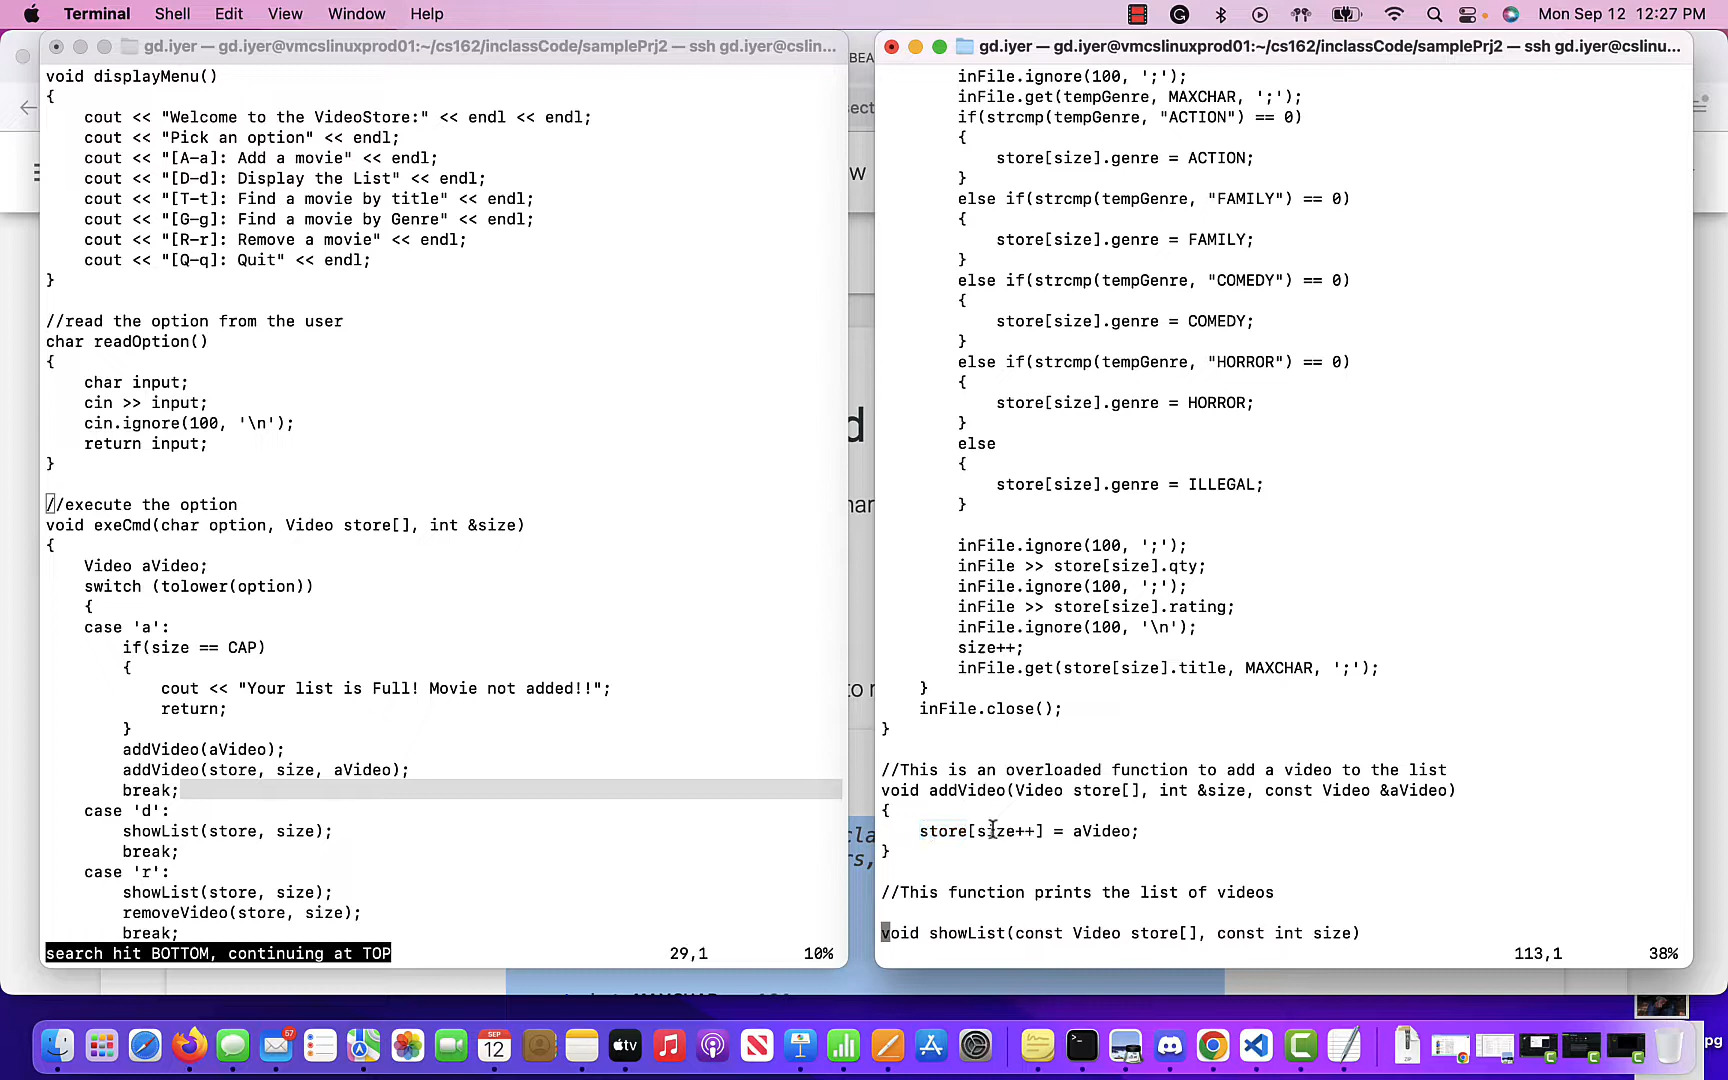 Terminal Shell Edit View Window Help Mon Sep 12 12:27 PM
gd.iyer — gd.iyer@vmcslinuxprod01:~/cs162/inclassCode/samplePrj2 — ssh gd.iyer@cslin...
void displayMenu()
{
    cout << "Welcome to the VideoStore:" << endl << endl;
    cout << "Pick an option" << endl;
    cout << "[A-a]: Add a movie" << endl;
    cout << "[D-d]: Display the List" << endl;
    cout << "[T-t]: Find a movie by title" << endl;
    cout << "[G-g]: Find a movie by Genre" << endl;
    cout << "[R-r]: Remove a movie" << endl;
    cout << "[Q-q]: Quit" << endl;
}
//read the option from the user
char readOption()
{
    char input;
    cin >> input;
    cin.ignore(100, '\n');
    return input;
}
//execute the option
void exeCmd(char option, Video store[], int &size)
{
    Video aVideo;
    switch (tolower(option))
    {
    case 'a':
        if(size == CAP)
        {
            cout << "Your list is Full! Movie not added!!";
            return;
        }
        addVideo(aVideo);
        addVideo(store, size, aVideo);
        break;
    case 'd':
        showList(store, size);
        break;
    case 'r':
        showList(store, size);
        removeVideo(store, size);
        break;
search hit BOTTOM, continuing at TOP 29,1 10%
BEA
ect
W
d
nar
to r
cla
rs,
gd.iyer — gd.iyer@vmcslinuxprod01:~/cs162/inclassCode/samplePrj2 — ssh gd.iyer@cslinu...
        inFile.ignore(100, ';');
        inFile.get(tempGenre, MAXCHAR, ';');
        if(strcmp(tempGenre, "ACTION") == 0)
        {
            store[size].genre = ACTION;
        }
        else if(strcmp(tempGenre, "FAMILY") == 0)
        {
            store[size].genre = FAMILY;
        }
        else if(strcmp(tempGenre, "COMEDY") == 0)
        {
            store[size].genre = COMEDY;
        }
        else if(strcmp(tempGenre, "HORROR") == 0)
        {
            store[size].genre = HORROR;
        }
        else
        {
            store[size].genre = ILLEGAL;
        }
        inFile.ignore(100, ';');
        inFile >> store[size].qty;
        inFile.ignore(100, ';');
        inFile >> store[size].rating;
        inFile.ignore(100, '\n');
        size++;
        inFile.get(store[size].title, MAXCHAR, ';');
    }
    inFile.close();
}
//This is an overloaded function to add a video to the list
void addVideo(Video store[], int &size, const Video &aVideo)
{
    store[size++] = aVideo;
}
//This function prints the list of videos
void showList(const Video store[], const int size)
113,1 38%
57
SEP
12
tv
ZIP
pg